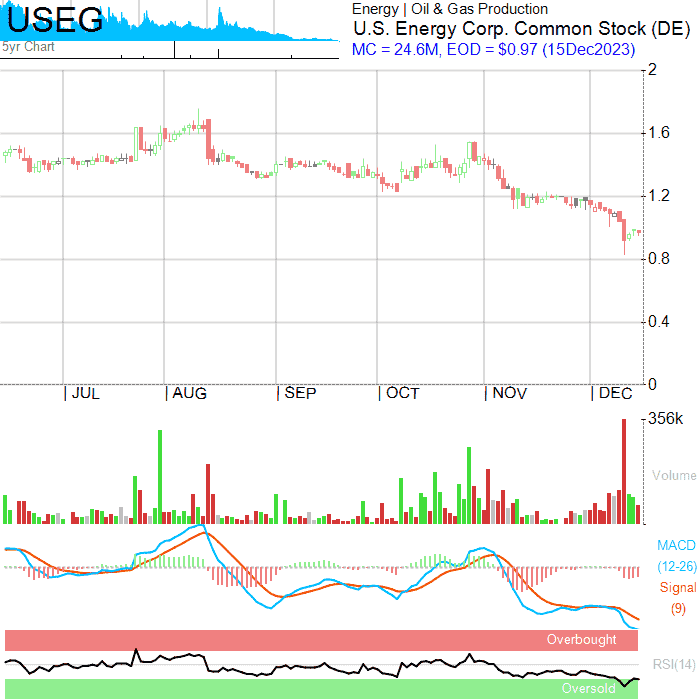 USEG
5yr Chart
Energy | Oil & Gas Production
U.S. Energy Corp. Common Stock (DE)
MC = 24.6M, EOD = $0.97 (15Dec2023)
2
1.6
1.2
0.8
0.4
0
| JUL | AUG | SEP | OCT | NOV | DEC
356k
Volume
MACD
(12-26)
Signal
(9)
Overbought
RSI(14)
Oversold